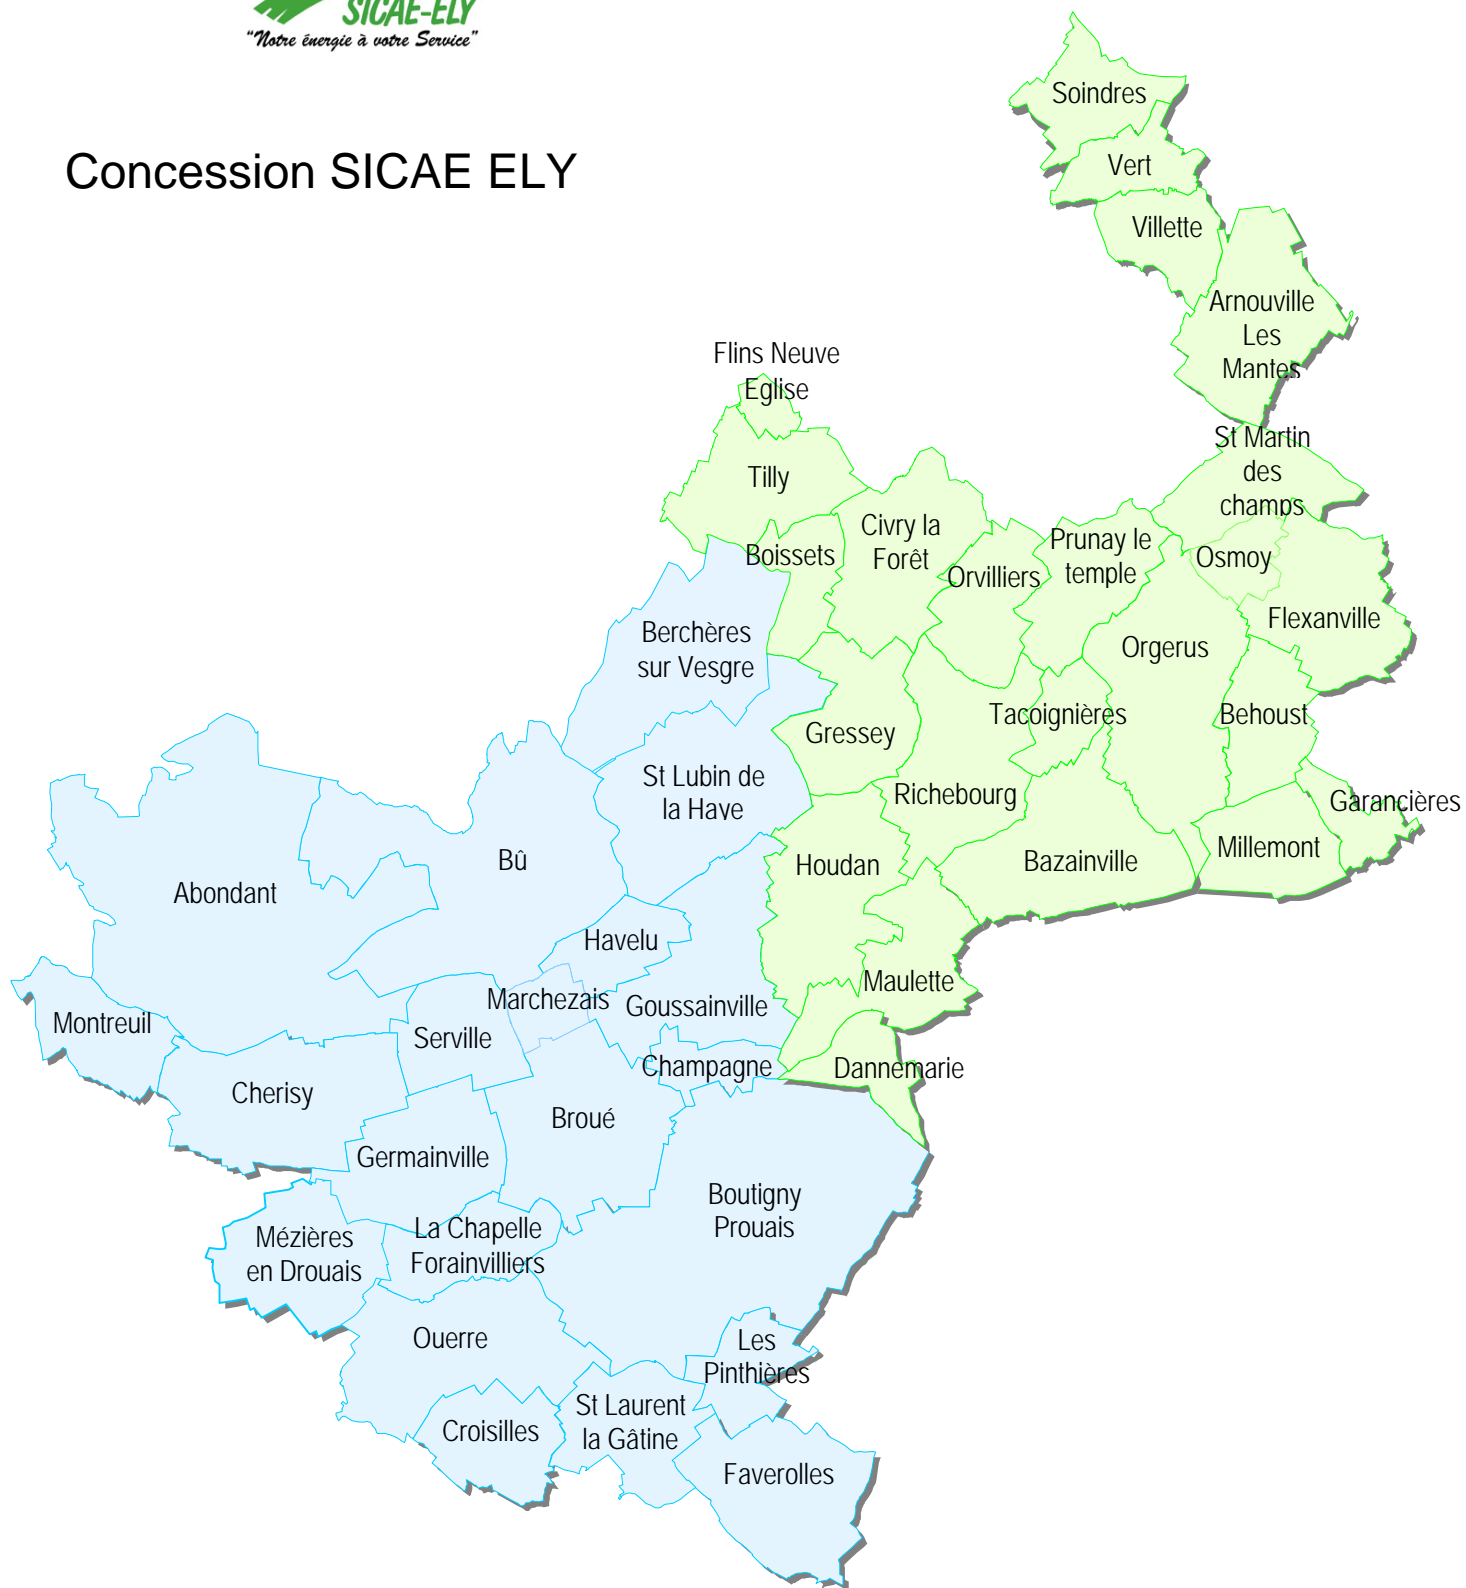 SICAE-ELY
"Notre énergie à votre Service"
Concession SICAE ELY
Soindres
Vert
Villette
Arnouville
Les
Mantes
Flins Neuve
Eglise
St Martin
des
champs
Tilly
Civry la
Forêt
Boissets
Orvilliers
Prunay le
temple
Osmoy
Flexanville
Berchères
sur Vesgre
Orgerus
Gressey
Tacoignières
Behoust
St Lubin de
la Have
Richebourg
Garancières
Bû
Houdan
Bazainville
Millemont
Abondant
Havelu
Maulette
Marchezais
Goussainville
Montreuil
Serville
Champagne
Dannemarie
Cherisy
Broué
Germainville
Boutigny
Prouais
La Chapelle
Forainvilliers
Mézières
en Drouais
Ouerre
Les
Pinthières
St Laurent
la Gâtine
Croisilles
Faverolles